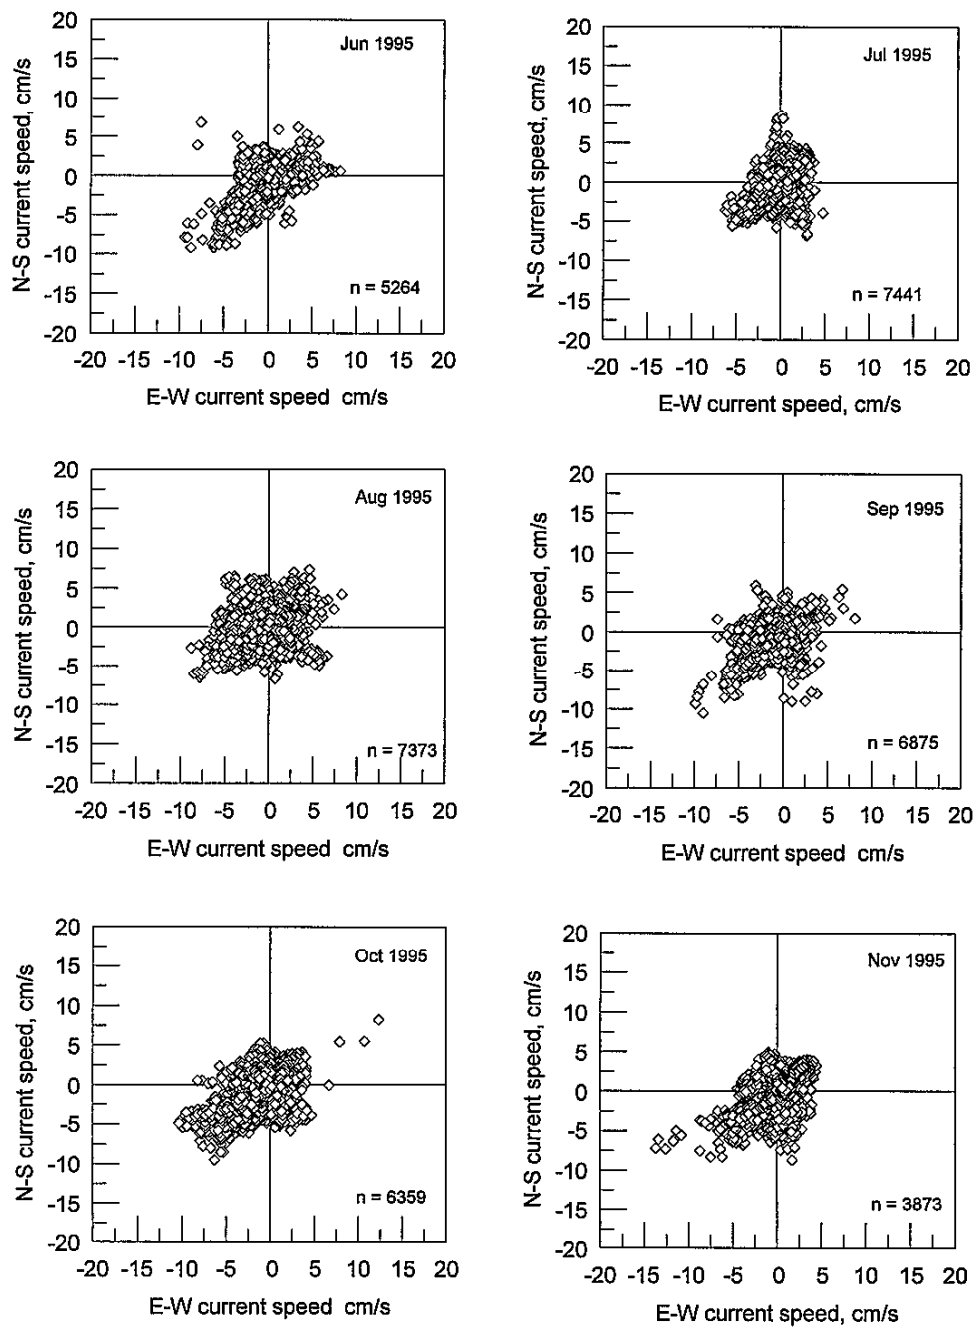 Jun 1995
N-S current speed, cm/s
20
15
10
5
0
-5
-10
-15
-20
n = 5264
-20 -15 -10 -5 0 5 10 15 20
E-W current speed cm/s
Jul 1995
N-S current speed, cm/s
20
15
10
5
0
-5
-10
-15
-20
n = 7441
-20 -15 -10 -5 0 5 10 15 20
E-W current speed, cm/s
Aug 1995
N-S current speed, cm/s
20
15
10
5
0
-5
-10
-15
-20
n = 7373
-20 -15 -10 -5 0 5 10 15 20
E-W current speed cm/s
Sep 1995
N-S current speed, cm/s
20
15
10
5
0
-5
-10
-15
-20
n = 6875
-20 -15 -10 -5 0 5 10 15 20
E-W current speed cm/s
Oct 1995
N-S current speed, cm/s
20
15
10
5
0
-5
-10
-15
-20
n = 6359
-20 -15 -10 -5 0 5 10 15 20
E-W current speed cm/s
Nov 1995
N-S current speed, cm/s
20
15
10
5
0
-5
-10
-15
-20
n = 3873
-20 -15 -10 -5 0 5 10 15 20
E-W current speed, cm/s